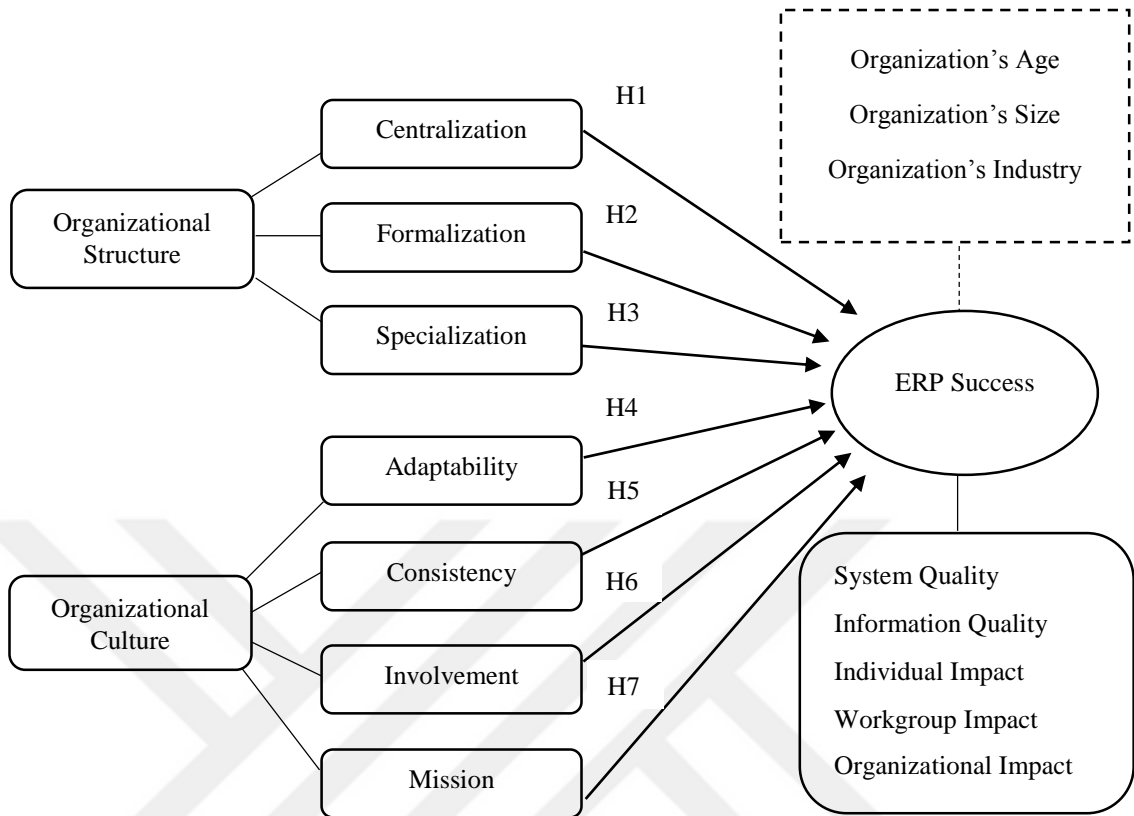 Organizational
Structure
Centralization
Formalization
Specialization
H1
H2
H3
Organizational
Culture
Adaptability
Consistency
Involvement
Mission
H4
H5
H6
H7
Organization’s Age
Organization’s Size
Organization’s Industry
ERP Success
System Quality
Information Quality
Individual Impact
Workgroup Impact
Organizational Impact